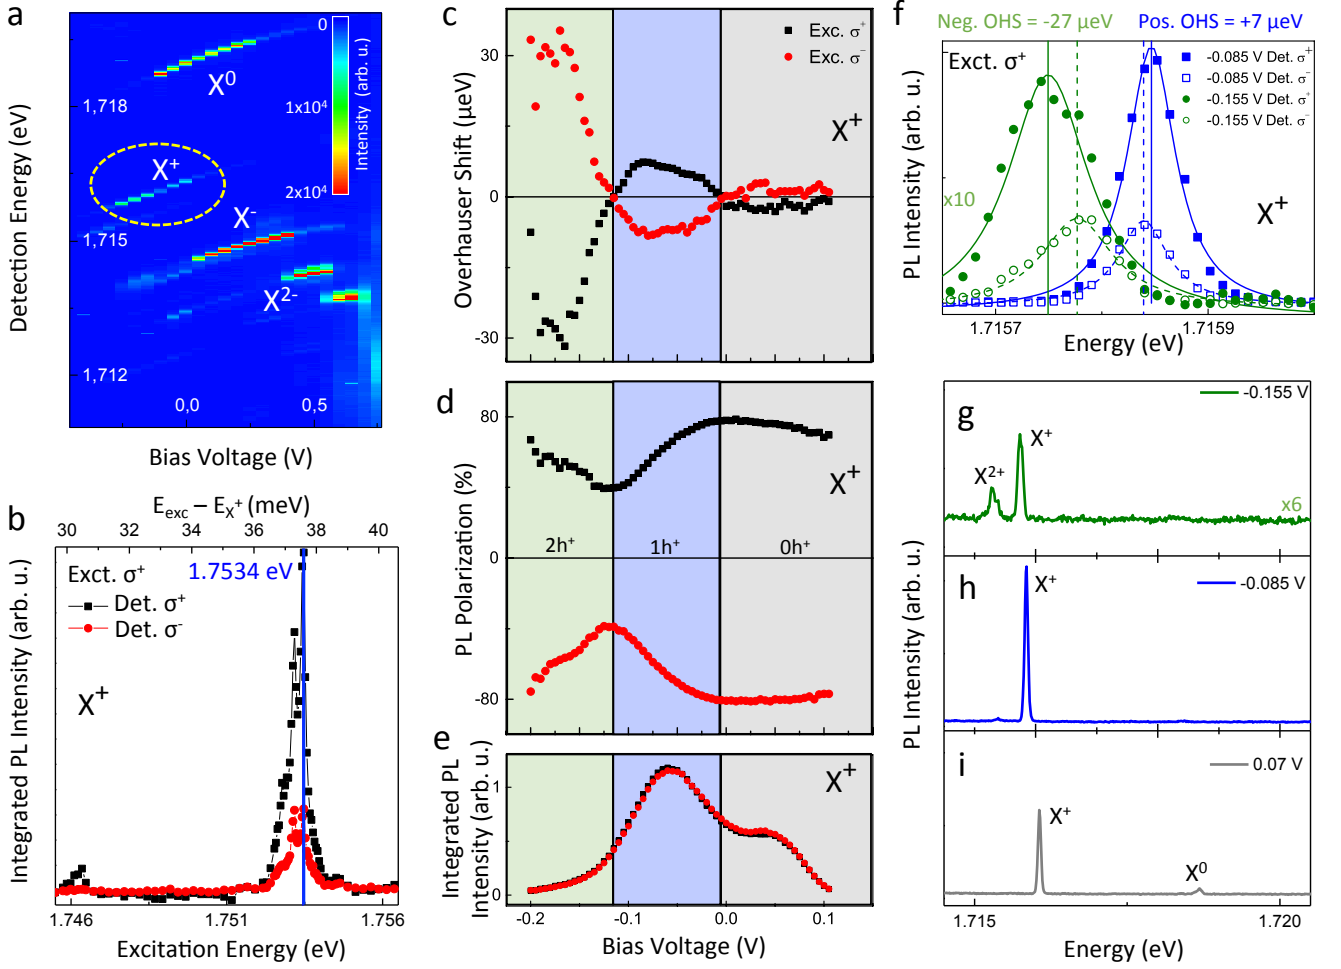 a
Detection Energy (eV)
1,718
1,715
1,712
X⁰
X⁺
X⁻
X²⁻
0
1x10⁴
2x10⁴
Intensity (arb. u.)
0,0
0,5
Bias Voltage (V)
b
E_exc – E_X⁺ (meV)
30
32
34
36
38
40
Exct. σ⁺
1.7534 eV
Det. σ⁺
Det. σ⁻
X⁺
Integrated PL Intensity (arb. u.)
1.746
1.751
1.756
Excitation Energy (eV)
c
Overhauser Shift (µeV)
30
0
-30
Exc. σ⁺
Exc. σ⁻
X⁺
d
PL Polarization (%)
80
0
-80
X⁺
2h⁺
1h⁺
0h⁺
e
Integrated PL
Intensity (arb. u.)
1
0
X⁺
-0.2
-0.1
0.0
0.1
Bias Voltage (V)
f
Neg. OHS = -27 µeV
Pos. OHS = +7 µeV
Exct. σ⁺
-0.085 V Det. σ⁺
-0.085 V Det. σ⁻
-0.155 V Det. σ⁺
-0.155 V Det. σ⁻
x10
X⁺
PL Intensity (arb. u.)
1.7157
1.7159
Energy (eV)
g
-0.155 V
X⁺
X²⁺
x6
h
-0.085 V
X⁺
PL Intensity (arb. u.)
i
0.07 V
X⁺
X⁰
1.715
1.720
Energy (eV)